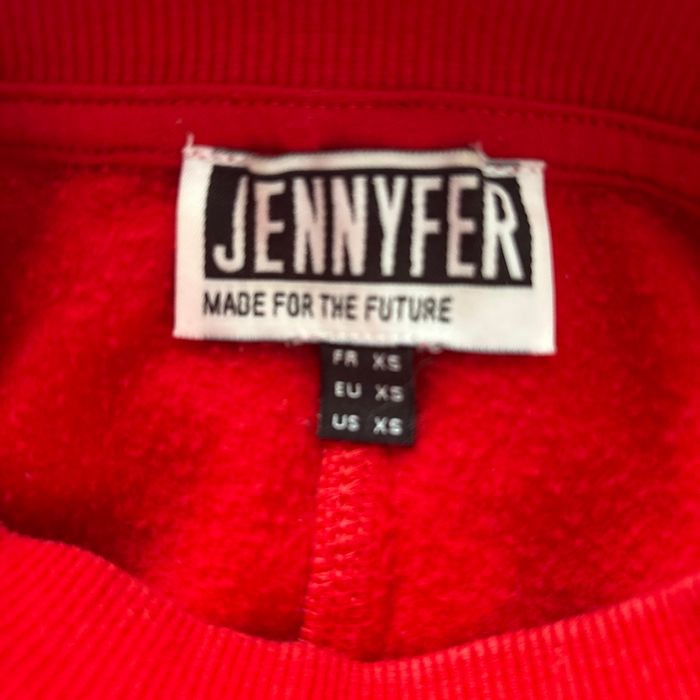 JENNYFER
MADE FOR THE FUTURE
FR XS
EU XS
US XS